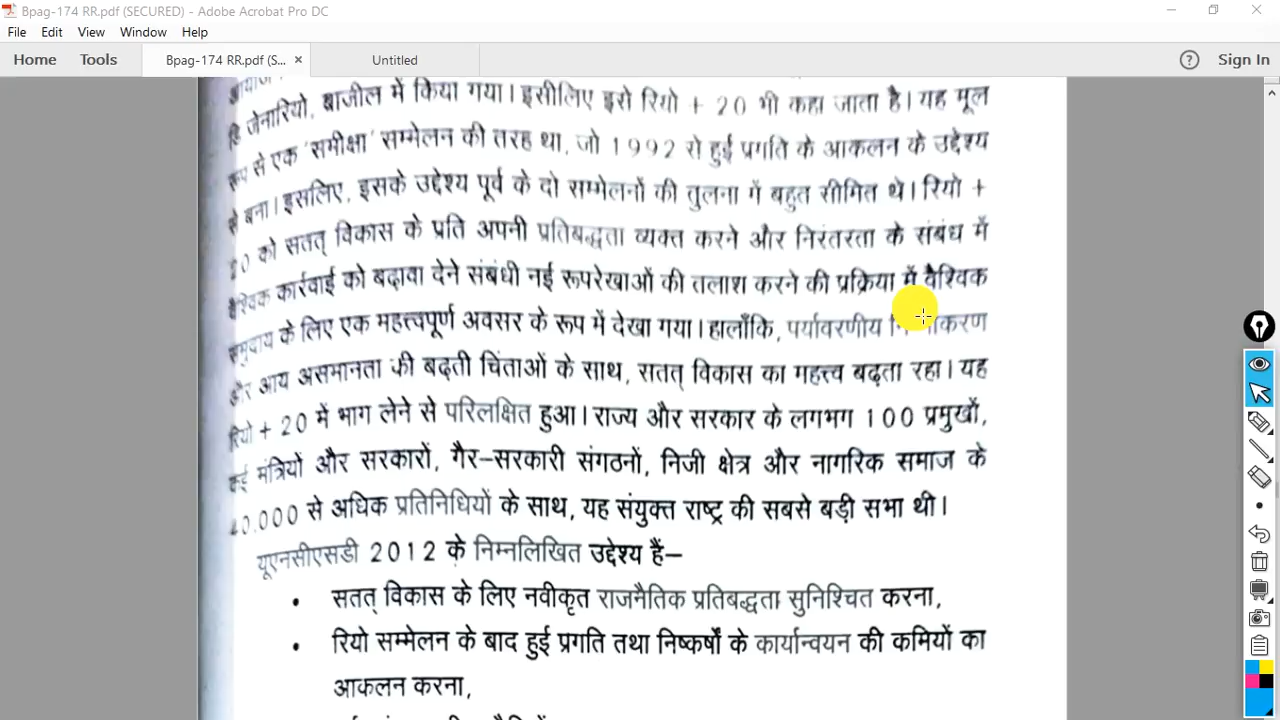 Bpag-174 RR.pdf (SECURED) - Adobe Acrobat Pro DC
File Edit View Window Help
Home Tools Bpag-174 RR.pdf (S... × Untitled Sign In
जेनारियो, बाजील में किया गया। इसीलिए इसे रियो + 20 भी कहा जाता है। यह मूल
रूप से एक 'समीक्षा' सम्मेलन की तरह था, जो 1992 से हुई प्रगति के आकलन के उद्देश्य
से बना। इसलिए, इसके उद्देश्य पूर्व के दो सम्मेलनों की तुलना में बहुत सीमित थे। रियो +
20 को सतत् विकास के प्रति अपनी प्रतिबद्धता व्यक्त करने और निरंतरता के संबंध में
वैश्विक कार्रवाई को बढ़ावा देने संबंधी नई रूपरेखाओं की तलाश करने की प्रक्रिया में वैश्विक
समुदाय के लिए एक महत्त्वपूर्ण अवसर के रूप में देखा गया। हालाँकि, पर्यावरणीय
और आय असमानता की बढ़ती चिंताओं के साथ, सतत् विकास का महत्त्व बढ़ता रहा। यह
रियो + 20 में भाग लेने से परिलक्षित हुआ। राज्य और सरकार के लगभग 100 प्रमुखों,
कई मंत्रियों और सरकारों, गैर-सरकारी संगठनों, निजी क्षेत्र और नागरिक समाज के
से अधिक प्रतिनिधियों के साथ, यह संयुक्त राष्ट्र की सबसे बड़ी सभा थी।
यूएनसीएसडी 2012 के निम्नलिखित उद्देश्य हैं–
• सतत् विकास के लिए नवीकृत राजनैतिक प्रतिबद्धता सुनिश्चित करना,
• रियो सम्मेलन के बाद हुई प्रगति तथा निष्कर्षों के कार्यान्वयन की कमियों का
आकलन करना,